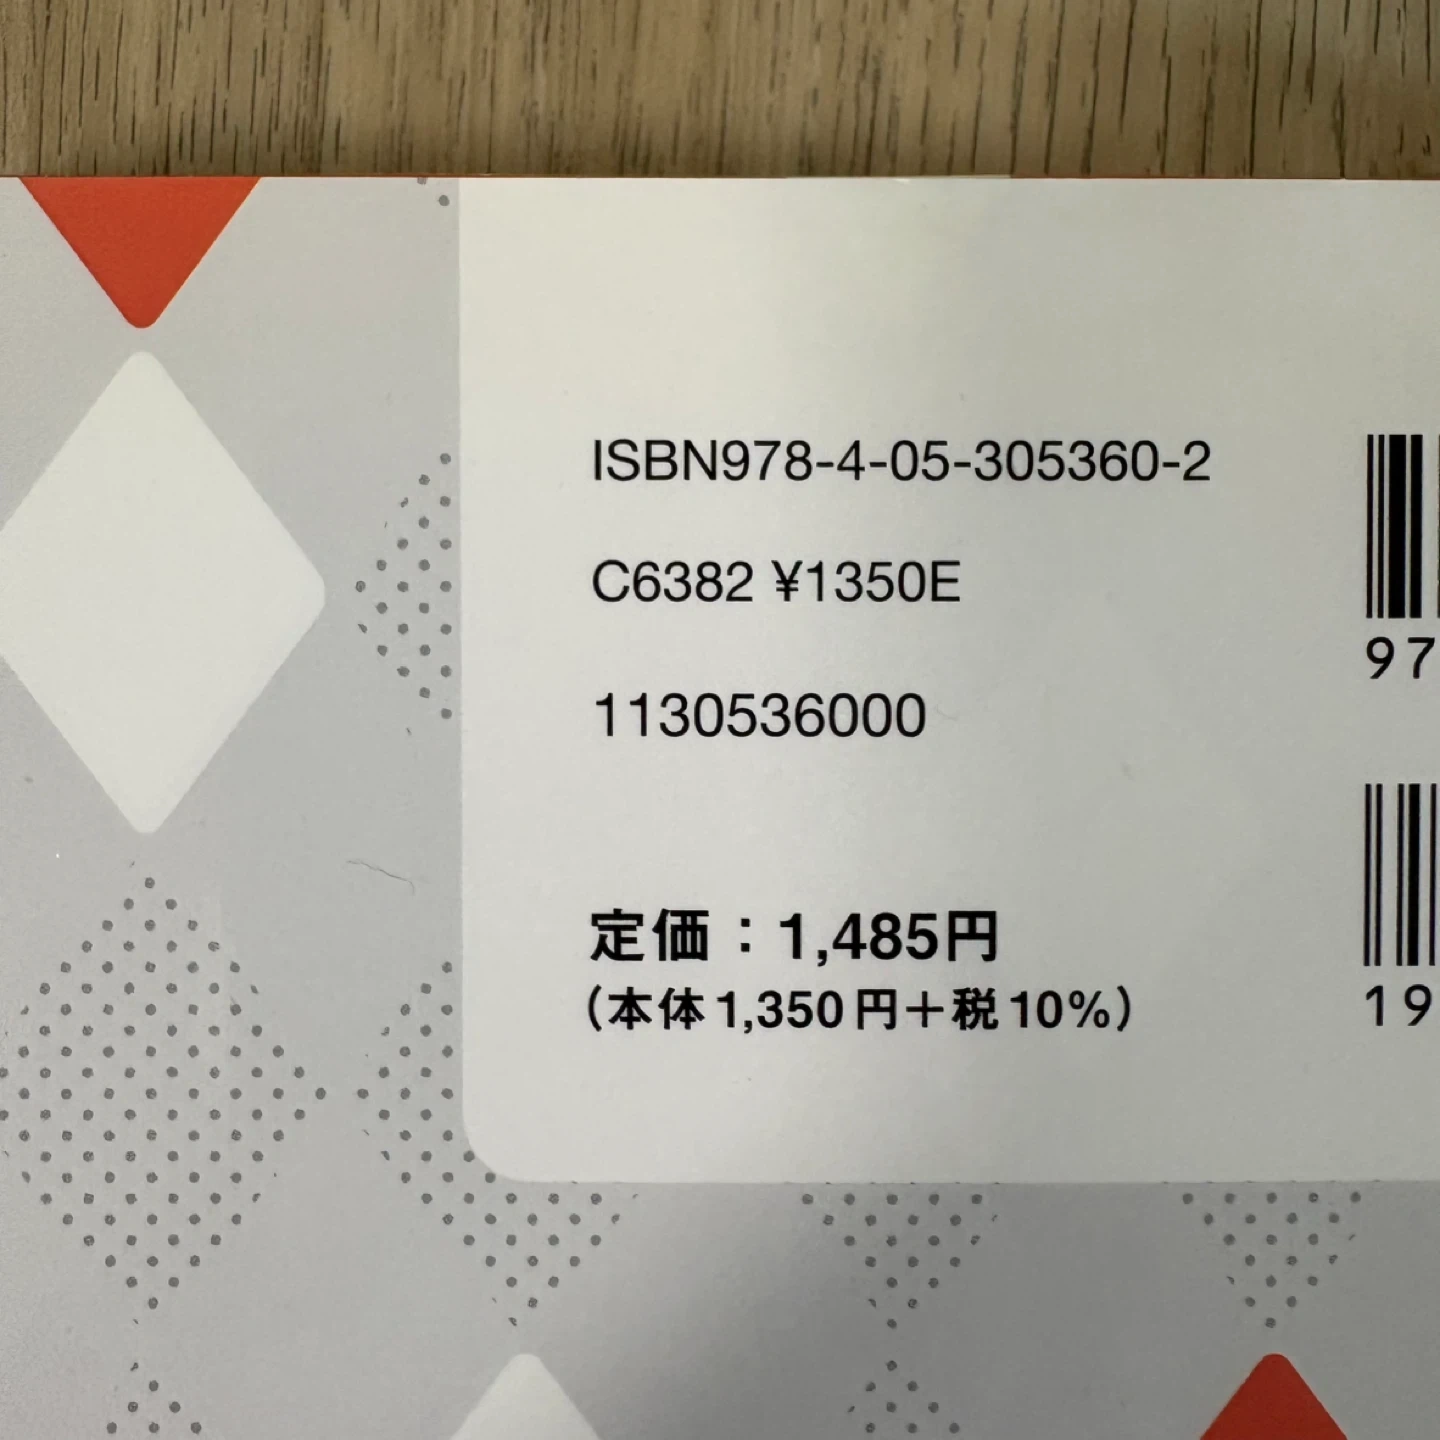 ISBN978-4-05-305360-2
C6382 ¥1350E
1130536000
定価：1,485円
（本体1,350円＋税10%）
97
19